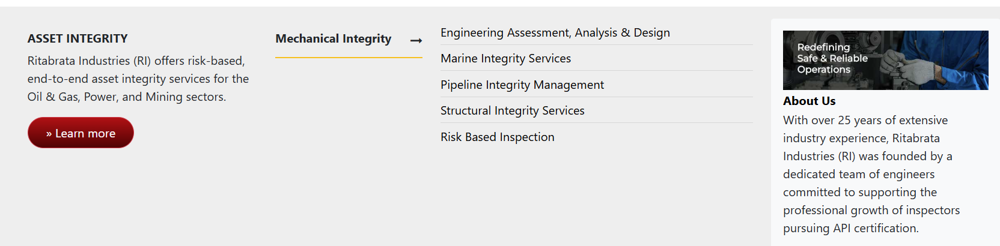 ASSET INTEGRITY
Ritabrata Industries (RI) offers risk-based,
end-to-end asset integrity services for the
Oil & Gas, Power, and Mining sectors.
» Learn more
Mechanical Integrity →
Engineering Assessment, Analysis & Design
Marine Integrity Services
Pipeline Integrity Management
Structural Integrity Services
Risk Based Inspection
Redefining
Safe & Reliable
Operations
About Us
With over 25 years of extensive
industry experience, Ritabrata
Industries (RI) was founded by a
dedicated team of engineers
committed to supporting the
professional growth of inspectors
pursuing API certification.